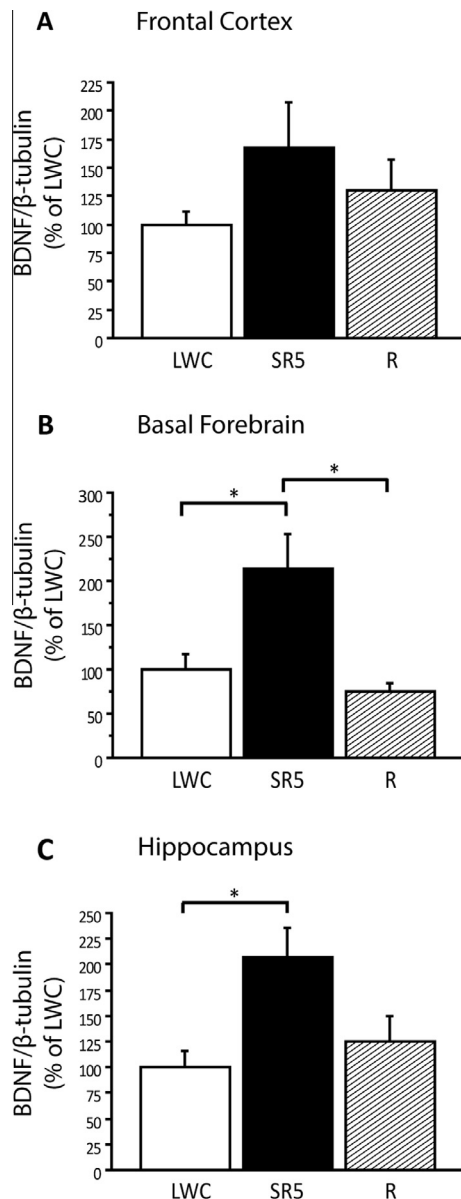 A Frontal Cortex
BDNF/β-tubulin
(% of LWC)
225
200
175
150
125
100
75
50
25
0
LWC SR5 R
B Basal Forebrain
BDNF/β-tubulin
(% of LWC)
* *
300
250
200
150
100
50
0
LWC SR5 R
C Hippocampus
BDNF/β-tubulin
(% of LWC)
*
250
225
200
175
150
125
100
75
50
25
0
LWC SR5 R